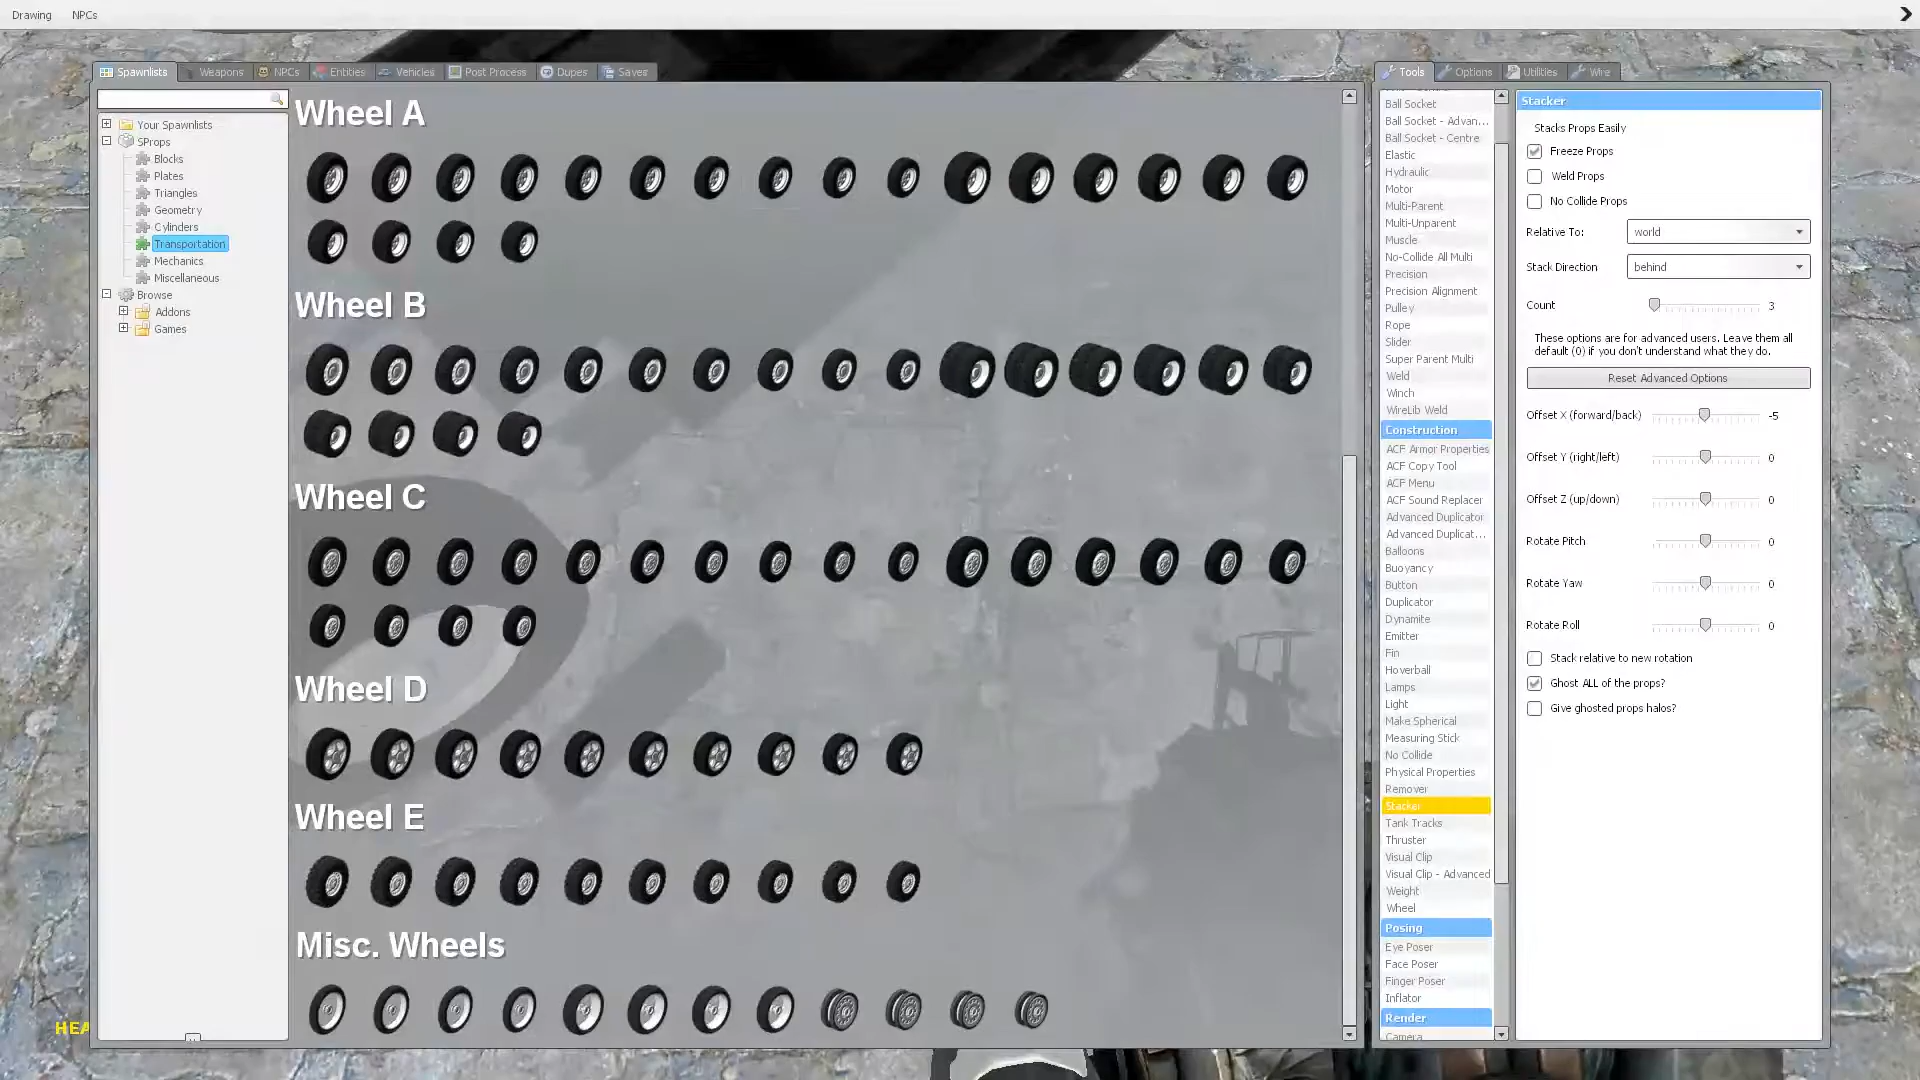 Drawing NPCs
Spawnlists Weapons NPCs Entities Vehicles Post Process Dupes Saves
Your Spawnlists
SProps
Blocks
Plates
Triangles
Geometry
Cylinders
Transportation
Mechanics
Miscellaneous
Browse
Addons
Games
Wheel A
Wheel B
Wheel C
Wheel D
Wheel E
Misc. Wheels
HEA
Tools Options Utilities Wire
Ball Socket
Ball Socket - Advan...
Ball Socket - Centre
Elastic
Hydraulic
Motor
Multi-Parent
Multi-Unparent
Muscle
No-Collide All Multi
Precision
Precision Alignment
Pulley
Rope
Slider
Super Parent Multi
Weld
Winch
WireLib Weld
Construction
ACF Armor Properties
ACF Copy Tool
ACF Menu
ACF Sound Replacer
Advanced Duplicator
Advanced Duplicat...
Balloons
Buoyancy
Button
Duplicator
Dynamite
Emitter
Fin
Hoverball
Lamps
Light
Make Spherical
Measuring Stick
No Collide
Physical Properties
Remover
Stacker
Tank Tracks
Thruster
Visual Clip
Visual Clip - Advanced
Weight
Wheel
Posing
Eye Poser
Face Poser
Finger Poser
Inflator
Render
Camera
Stacker
Stacks Props Easily
Freeze Props
Weld Props
No Collide Props
Relative To: world
Stack Direction behind
Count 3
These options are for advanced users. Leave them all
default (0) if you don't understand what they do.
Reset Advanced Options
Offset X (forward/back) -5
Offset Y (right/left) 0
Offset Z (up/down) 0
Rotate Pitch 0
Rotate Yaw 0
Rotate Roll 0
Stack relative to new rotation
Ghost ALL of the props?
Give ghosted props halos?